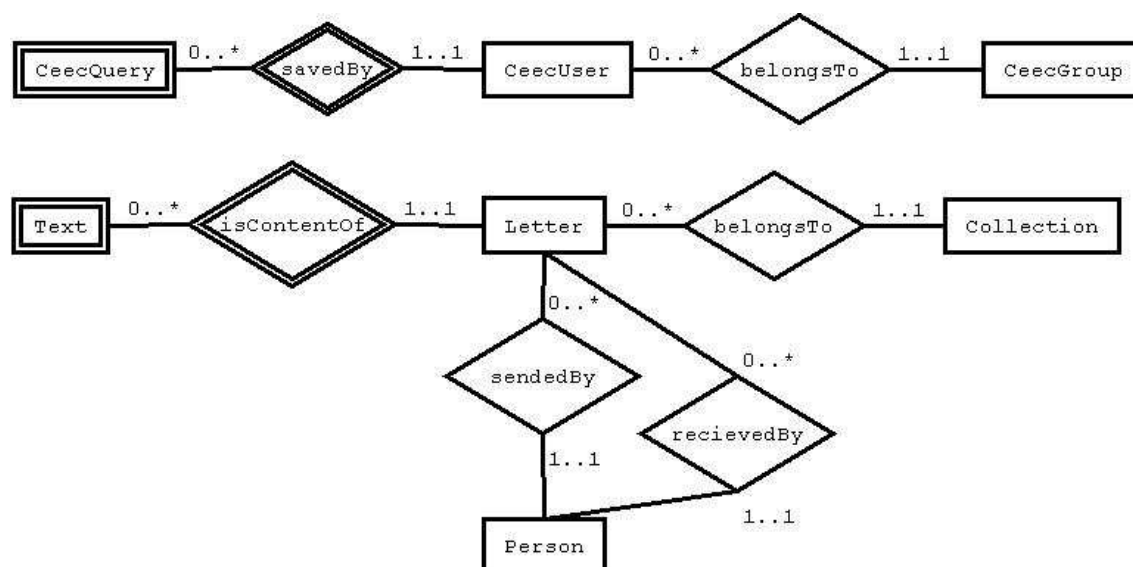 0..* 1..1 0..* 1..1
CeecQuery savedBy CeecUser belongsTo CeecGroup
0..* 1..1 0..* 1..1
Text isContentOf Letter belongsTo Collection
0..*
0..*
sendedBy
recievedBy
1..1
1..1
Person